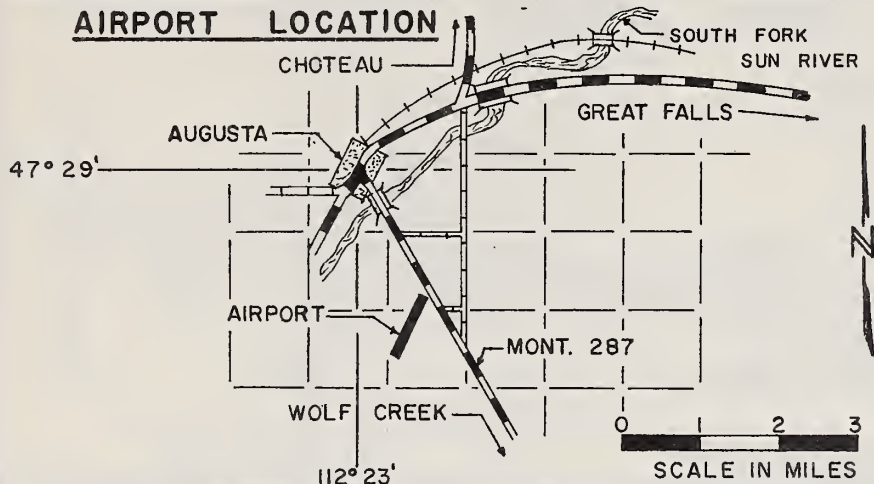 AIRPORT LOCATION
CHOTEAU
SOUTH FORK
SUN RIVER
GREAT FALLS
AUGUSTA
47° 29'
N
AIRPORT
MONT. 287
WOLF CREEK
112° 23'
0 1 2 3
SCALE IN MILES